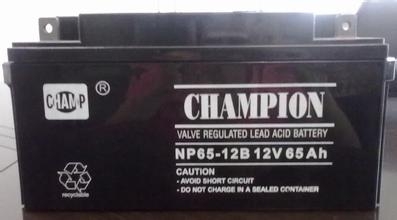 CHAMP ®
CHAMPION
VALVE REGULATED LEAD ACID BATTERY
NP65-12B 12V 65Ah
CAUTION
- AVOID SHORT CIRCUIT
- DO NOT CHARGE IN A SEALED CONTAINER
recyclable